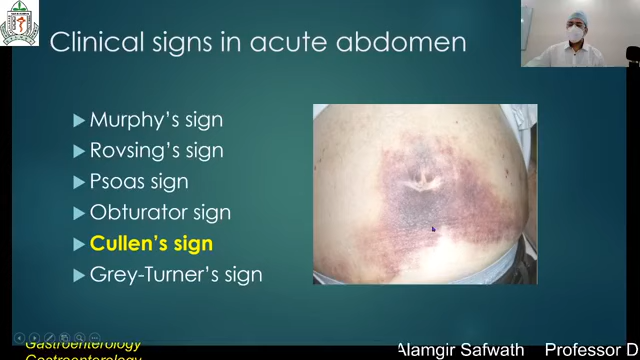 Clinical signs in acute abdomen
Murphy's sign
Rovsing's sign
Psoas sign
Obturator sign
Cullen's sign
Grey-Turner's sign
Gastroenterology
Gastroenterology
Alamgir Safwath Professor D